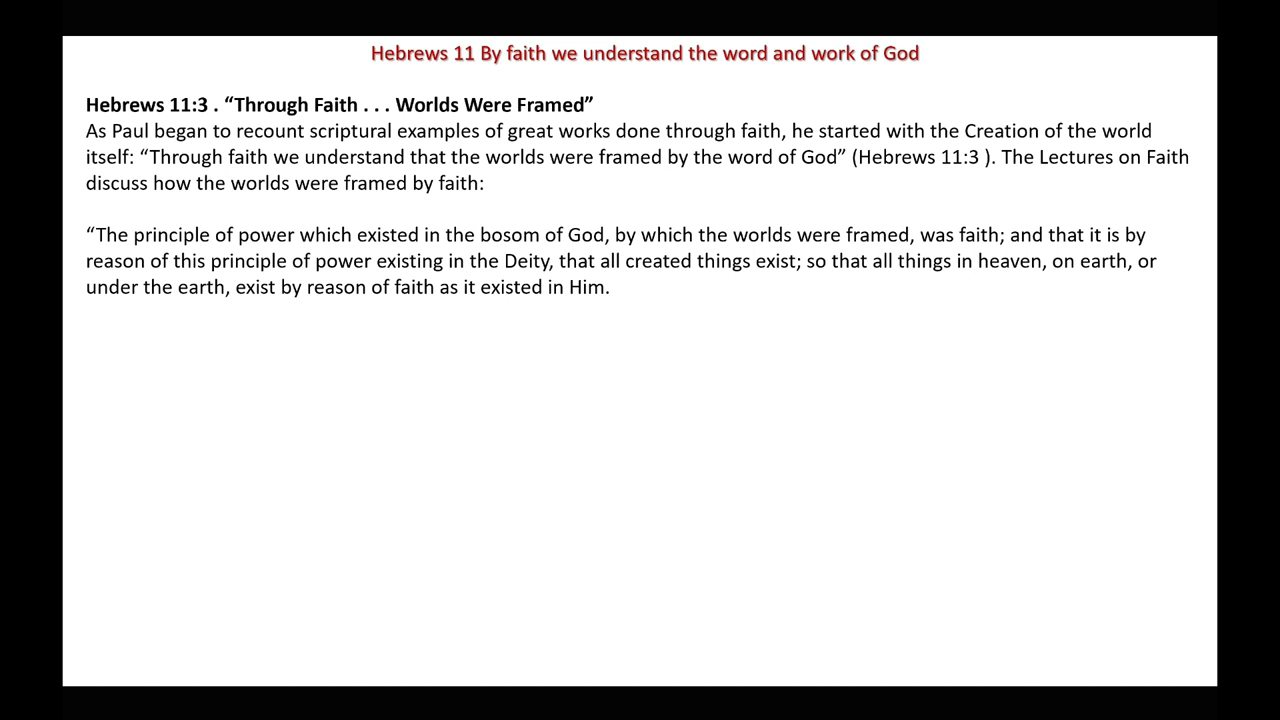 Hebrews 11 By faith we understand the word and work of God
Hebrews 11:3 . “Through Faith . . . Worlds Were Framed”
As Paul began to recount scriptural examples of great works done through faith, he started with the Creation of the world
itself: “Through faith we understand that the worlds were framed by the word of God” (Hebrews 11:3 ). The Lectures on Faith
discuss how the worlds were framed by faith:
“The principle of power which existed in the bosom of God, by which the worlds were framed, was faith; and that it is by
reason of this principle of power existing in the Deity, that all created things exist; so that all things in heaven, on earth, or
under the earth, exist by reason of faith as it existed in Him.